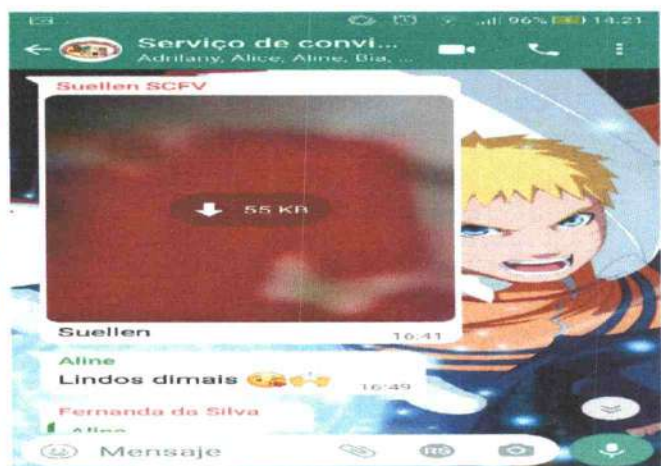 96% 14:21
Serviço de convi...
Adrilany, Alice, Aline, Bia, ...
Suellen SCFV
55 KB
Suellen
16:41
Aline
Lindos dimais 😘🙌
16:49
Fernanda da Silva
Aline
Mensaje